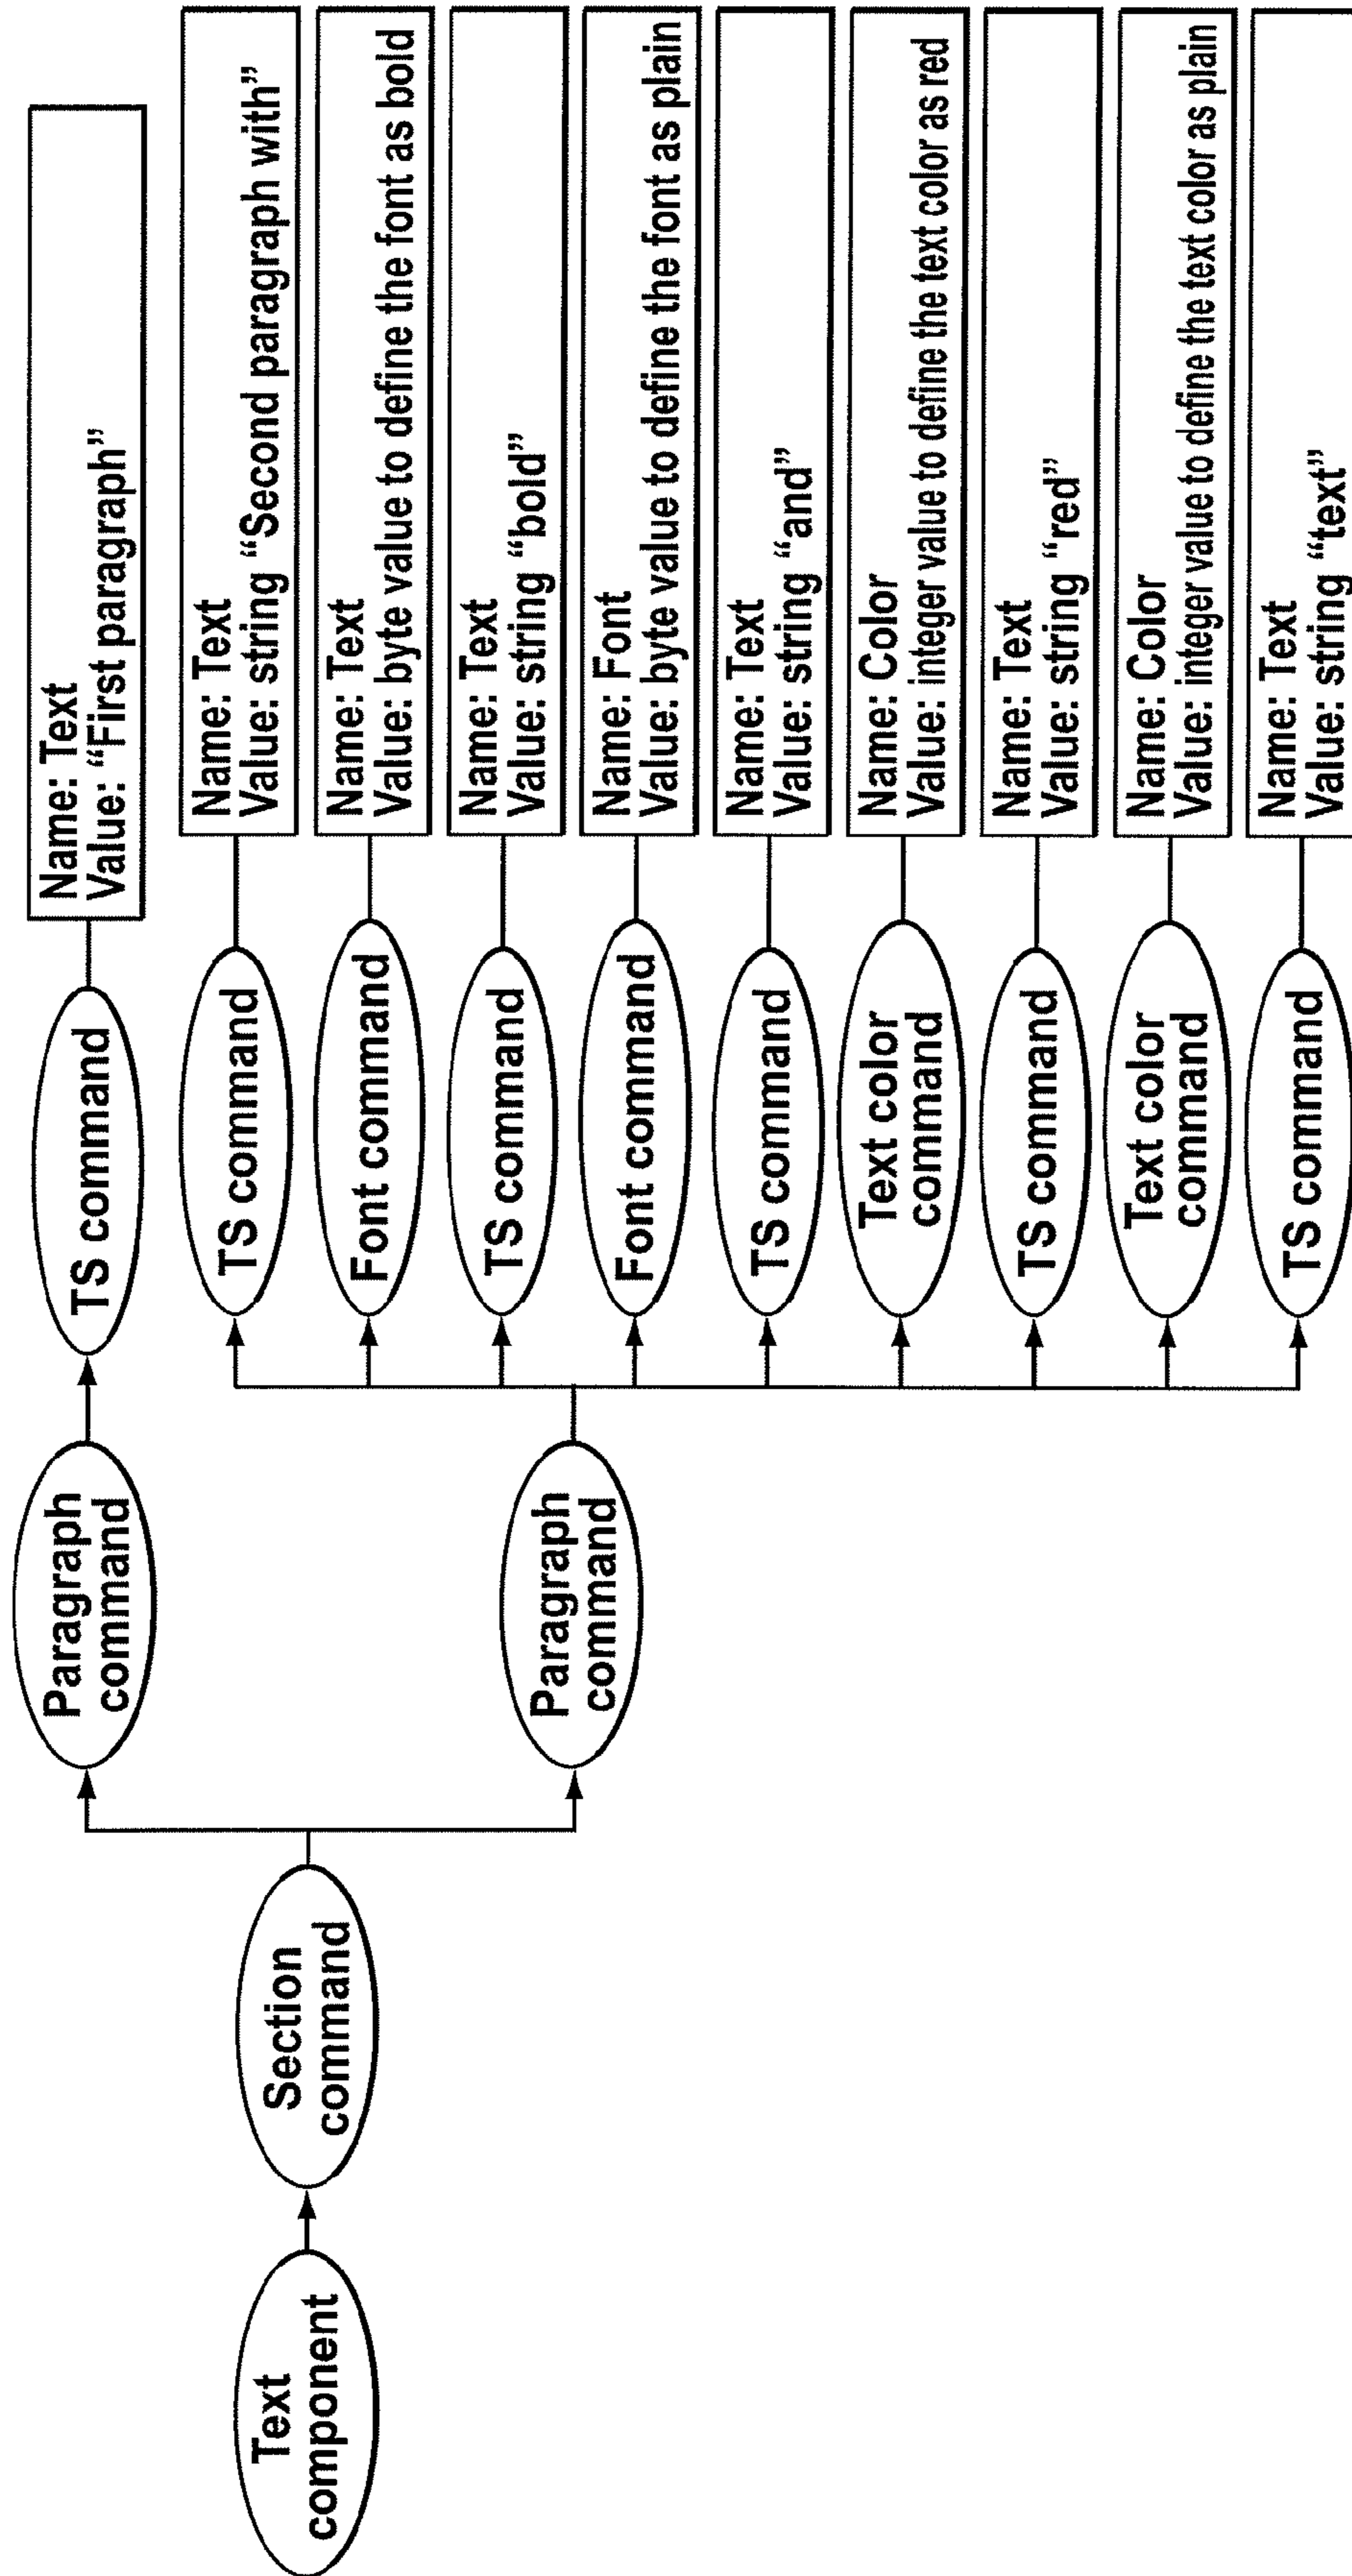 Text
component
Section
command
Paragraph
command
TS command
Name: Text
Value: “First paragraph”
Paragraph
command
TS command
Name: Text
Value: string “Second paragraph with”
Font command
Name: Text
Value: byte value to define the font as bold
TS command
Name: Text
Value: string “bold”
Font command
Name: Font
Value: byte value to define the font as plain
TS command
Name: Text
Value: string “and”
Text color
command
Name: Color
Value: integer value to define the text color as red
TS command
Name: Text
Value: string “red”
Text color
command
Name: Color
Value: integer value to define the text color as plain
TS command
Name: Text
Value: string “text”